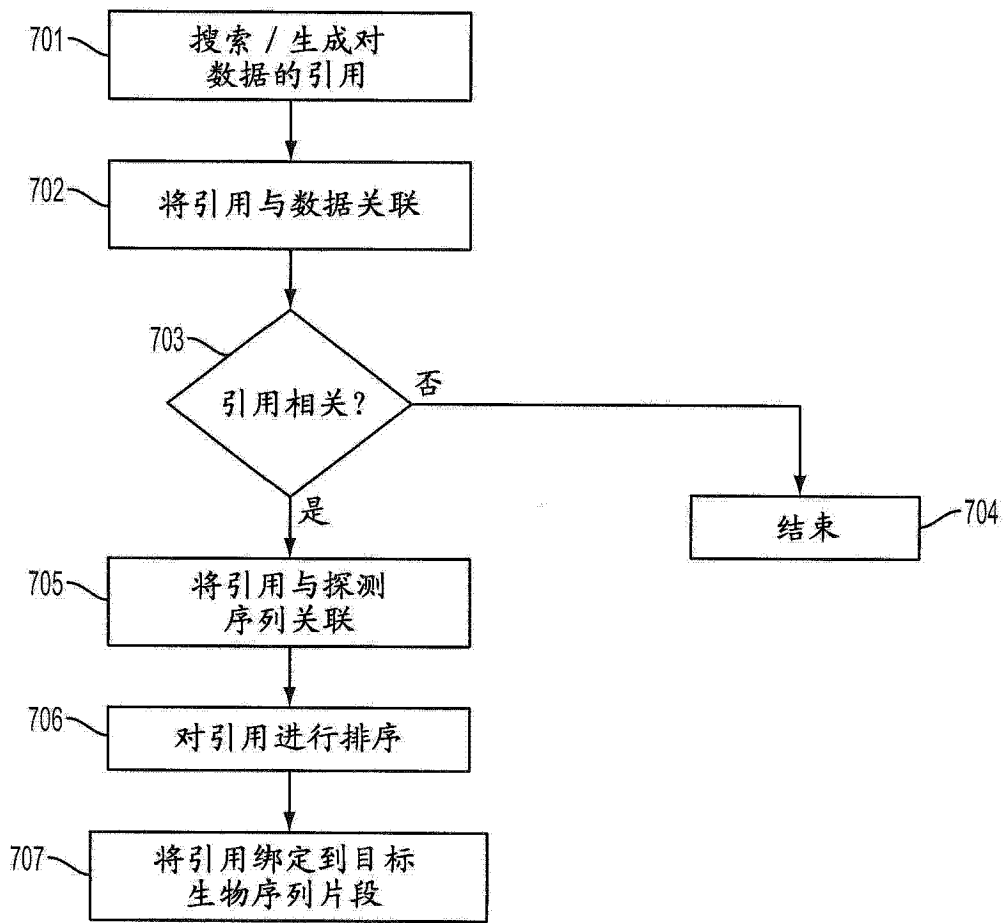 701
搜索 / 生成对
数据的引用
702
将引用与数据关联
703
引用相关?
否
是
结束
704
705
将引用与探测
序列关联
706
对引用进行排序
707
将引用绑定到目标
生物序列片段